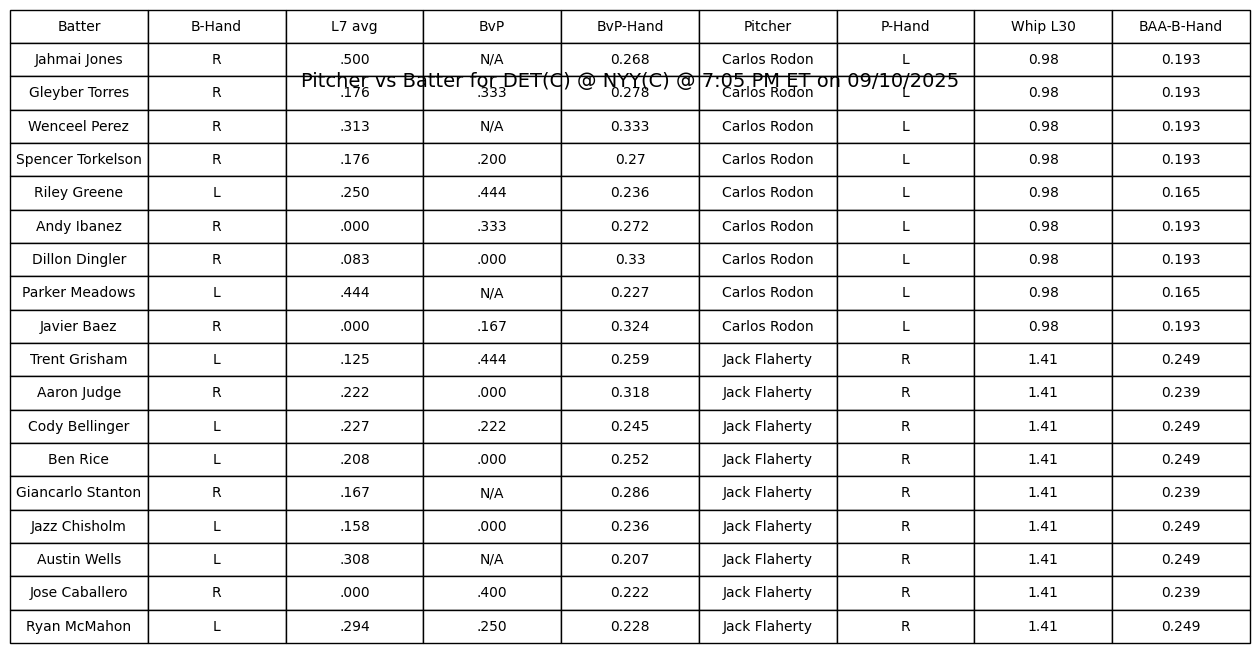 Batter B-Hand L7 avg BvP BvP-Hand Pitcher P-Hand Whip L30 BAA-B-Hand
Jahmai Jones R .500 N/A 0.268 Carlos Rodon L 0.98 0.193
Pitcher vs Batter for DET(C) @ NYY(C) @ 7:05 PM ET on 09/10/2025
Gleyber Torres R .176 .333 0.278 Carlos Rodon L 0.98 0.193
Wenceel Perez R .313 N/A 0.333 Carlos Rodon L 0.98 0.193
Spencer Torkelson R .176 .200 0.27 Carlos Rodon L 0.98 0.193
Riley Greene L .250 .444 0.236 Carlos Rodon L 0.98 0.165
Andy Ibanez R .000 .333 0.272 Carlos Rodon L 0.98 0.193
Dillon Dingler R .083 .000 0.33 Carlos Rodon L 0.98 0.193
Parker Meadows L .444 N/A 0.227 Carlos Rodon L 0.98 0.165
Javier Baez R .000 .167 0.324 Carlos Rodon L 0.98 0.193
Trent Grisham L .125 .444 0.259 Jack Flaherty R 1.41 0.249
Aaron Judge R .222 .000 0.318 Jack Flaherty R 1.41 0.239
Cody Bellinger L .227 .222 0.245 Jack Flaherty R 1.41 0.249
Ben Rice L .208 .000 0.252 Jack Flaherty R 1.41 0.249
Giancarlo Stanton R .167 N/A 0.286 Jack Flaherty R 1.41 0.239
Jazz Chisholm L .158 .000 0.236 Jack Flaherty R 1.41 0.249
Austin Wells L .308 N/A 0.207 Jack Flaherty R 1.41 0.249
Jose Caballero R .000 .400 0.222 Jack Flaherty R 1.41 0.239
Ryan McMahon L .294 .250 0.228 Jack Flaherty R 1.41 0.249